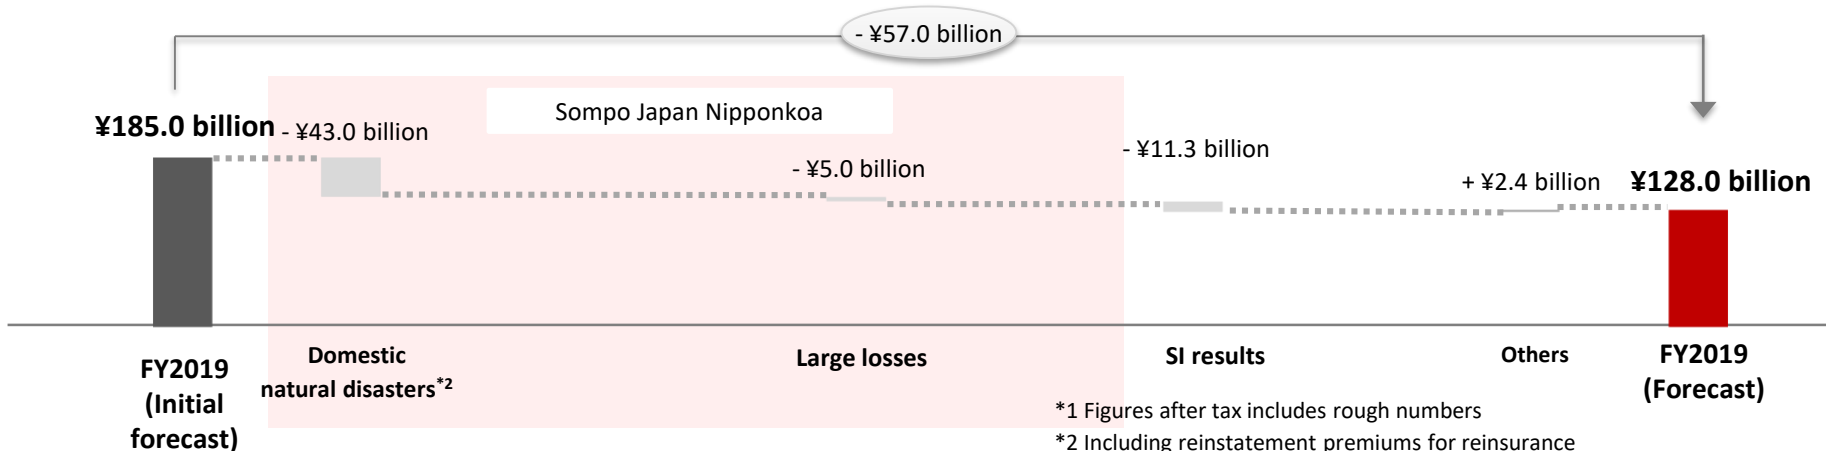 - ¥57.0 billion
Sompo Japan Nipponkoa
¥185.0 billion
- ¥43.0 billion
- ¥5.0 billion
- ¥11.3 billion
+ ¥2.4 billion
¥128.0 billion
FY2019
(Initial
forecast)
Domestic
natural disasters*2
Large losses
SI results
Others
FY2019
(Forecast)
*1 Figures after tax includes rough numbers
*2 Including reinstatement premiums for reinsurance